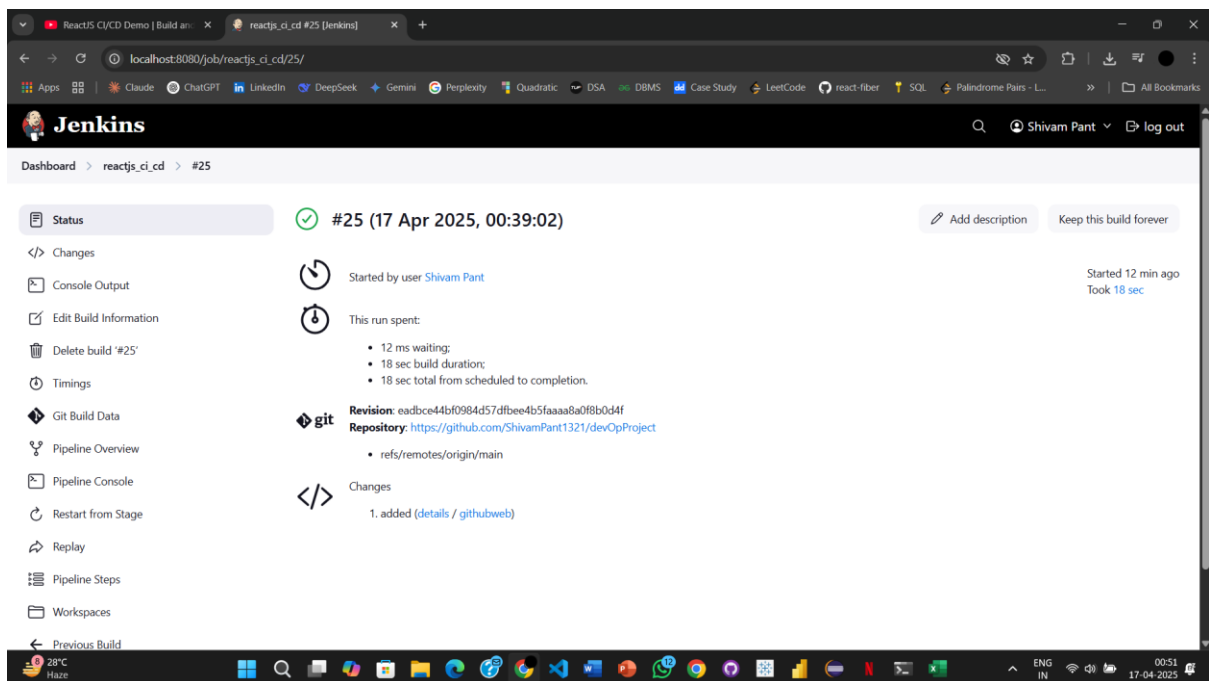 ReactJS CI/CD Demo | Build and
reactjs_ci_cd #25 [Jenkins]
localhost:8080/job/reactjs_ci_cd/25/
Apps Claude ChatGPT LinkedIn DeepSeek Gemini Perplexity Quadratic DSA DBMS Case Study LeetCode react-fiber SQL Palindrome Pairs - L... » All Bookmarks
Jenkins
Shivam Pant log out
Dashboard > reactjs_ci_cd > #25
Status
Changes
Console Output
Edit Build Information
Delete build '#25'
Timings
Git Build Data
Pipeline Overview
Pipeline Console
Restart from Stage
Replay
Pipeline Steps
Workspaces
Previous Build
#25 (17 Apr 2025, 00:39:02)
Add description
Keep this build forever
Started by user Shivam Pant
Started 12 min ago
Took 18 sec
This run spent:
• 12 ms waiting;
• 18 sec build duration;
• 18 sec total from scheduled to completion.
git
Revision: eadbce44bf0984d57dfbee4b5faaaa8a0f8b0d4f
Repository: https://github.com/ShivamPant1321/devOpProject
• refs/remotes/origin/main
Changes
1. added (details / githubweb)
28°C
Haze
ENG
IN
00:51
17-04-2025